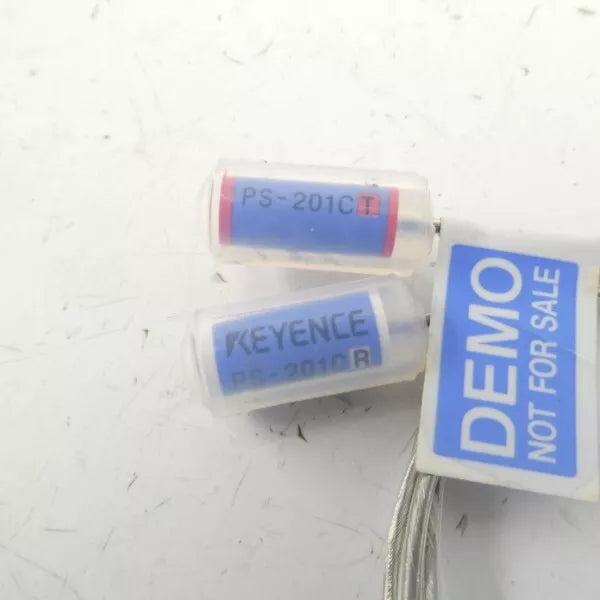 PS-201C T
KEYENCE
PS-201C R
DEMO
NOT FOR SALE